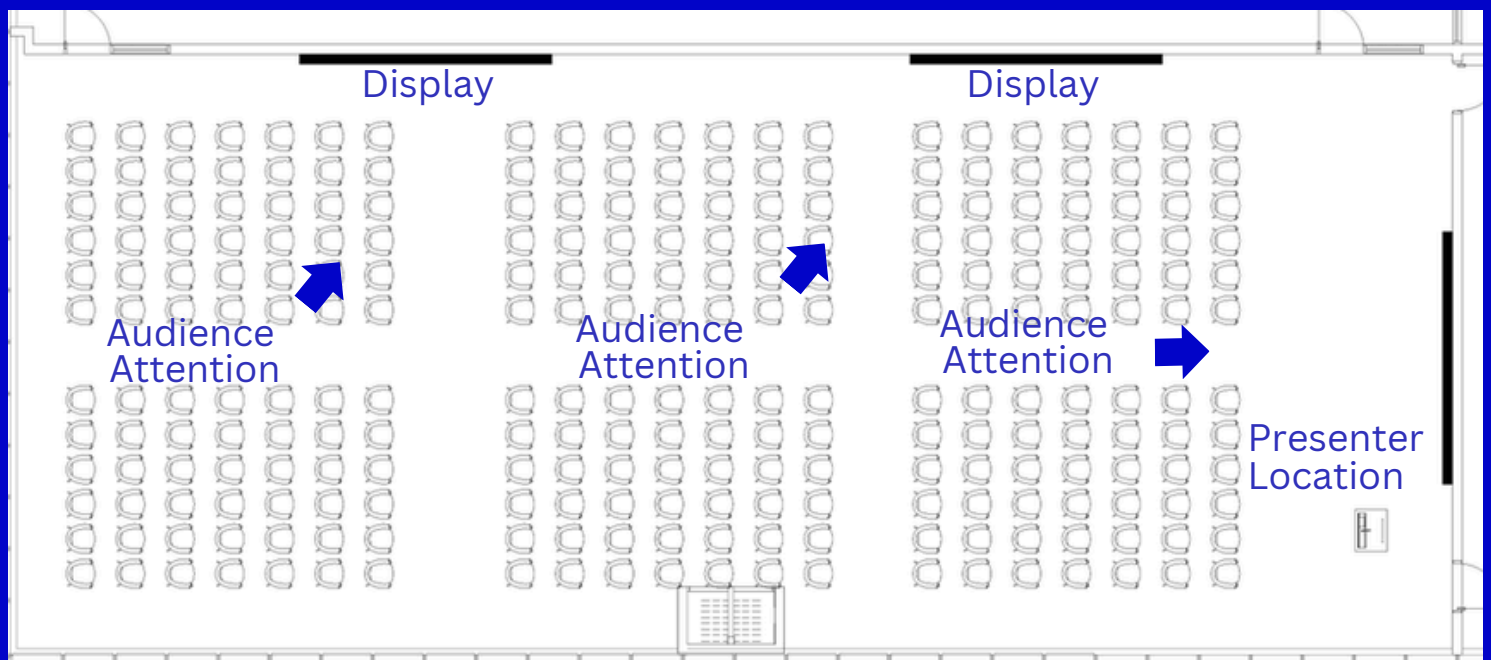 Display
Display
Audience
Attention
Audience
Attention
Audience
Attention
Presenter
Location